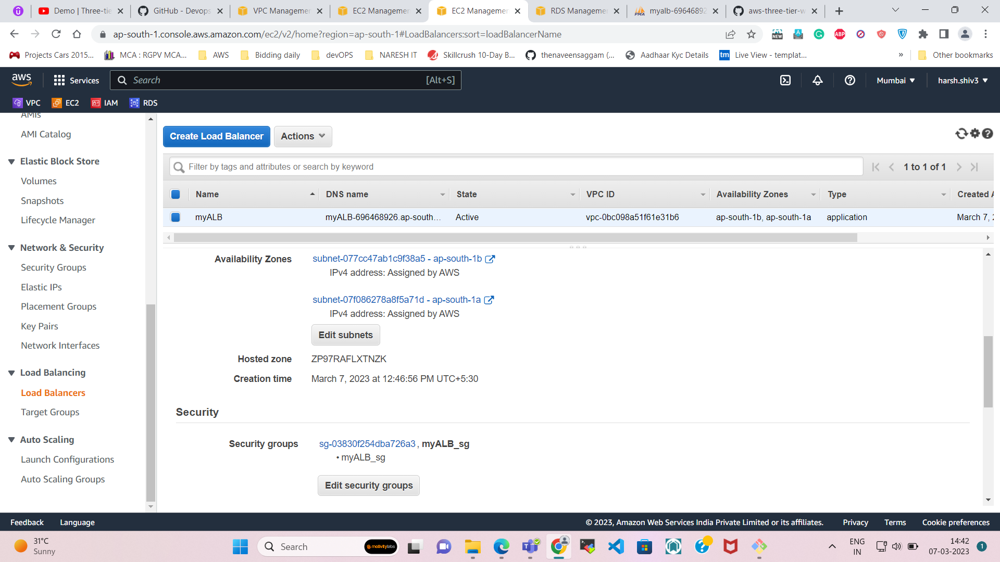 Demo | Three-tie
GitHub - Devops
VPC Managemen
EC2 Managemen
EC2 Managemen
RDS Manageme
myalb-69646892
aws-three-tier-w
ap-south-1.console.aws.amazon.com/ec2/v2/home?region=ap-south-1#LoadBalancers:sort=loadBalancerName
Projects Cars 2015...
MCA : RGPV MCA...
AWS
Bidding daily
devOPS
NARESH IT
Skillcrush 10-Day B...
thenaveensaggam (...
Aadhaar Kyc Details
tm
Live View - templat...
»
Other bookmarks
aws
Services
Search
[Alt+S]
Mumbai
harsh.shiv3
VPC
EC2
IAM
RDS
AMIs
AMI Catalog
Elastic Block Store
Volumes
Snapshots
Lifecycle Manager
Network & Security
Security Groups
Elastic IPs
Placement Groups
Key Pairs
Network Interfaces
Load Balancing
Load Balancers
Target Groups
Auto Scaling
Launch Configurations
Auto Scaling Groups
Create Load Balancer
Actions
Filter by tags and attributes or search by keyword
1 to 1 of 1
Name DNS name State VPC ID Availability Zones Type Created A
myALB myALB-696468926.ap-south... Active vpc-0bc098a51f61e31b6 ap-south-1b, ap-south-1a application March 7, 2
Availability Zones subnet-077cc47ab1c9f38a5 - ap-south-1b
IPv4 address: Assigned by AWS
subnet-07f086278a8f5a71d - ap-south-1a
IPv4 address: Assigned by AWS
Edit subnets
Hosted zone ZP97RAFLXTNZK
Creation time March 7, 2023 at 12:46:56 PM UTC+5:30
Security
Security groups sg-03830f254dba726a3, myALB_sg
• myALB_sg
Edit security groups
Feedback
Language
© 2023, Amazon Web Services India Private Limited or its affiliates.
Privacy
Terms
Cookie preferences
31°C
Sunny
Search
motivitylabs
ENG
IN
14:42
07-03-2023
1